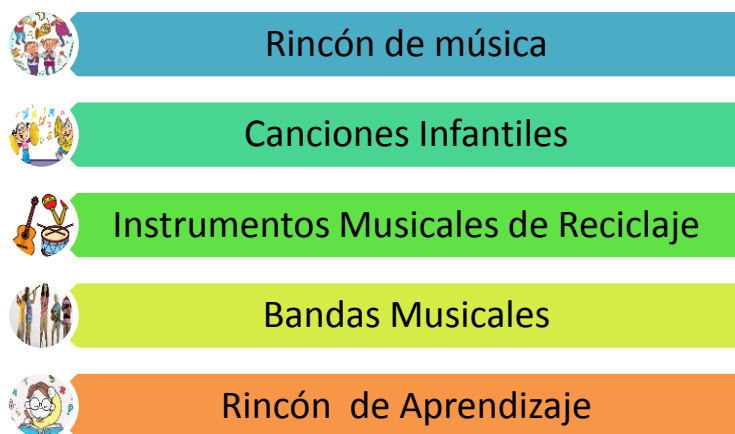 Rincón de música
Canciones Infantiles
Instrumentos Musicales de Reciclaje
Bandas Musicales
Rincón  de Aprendizaje